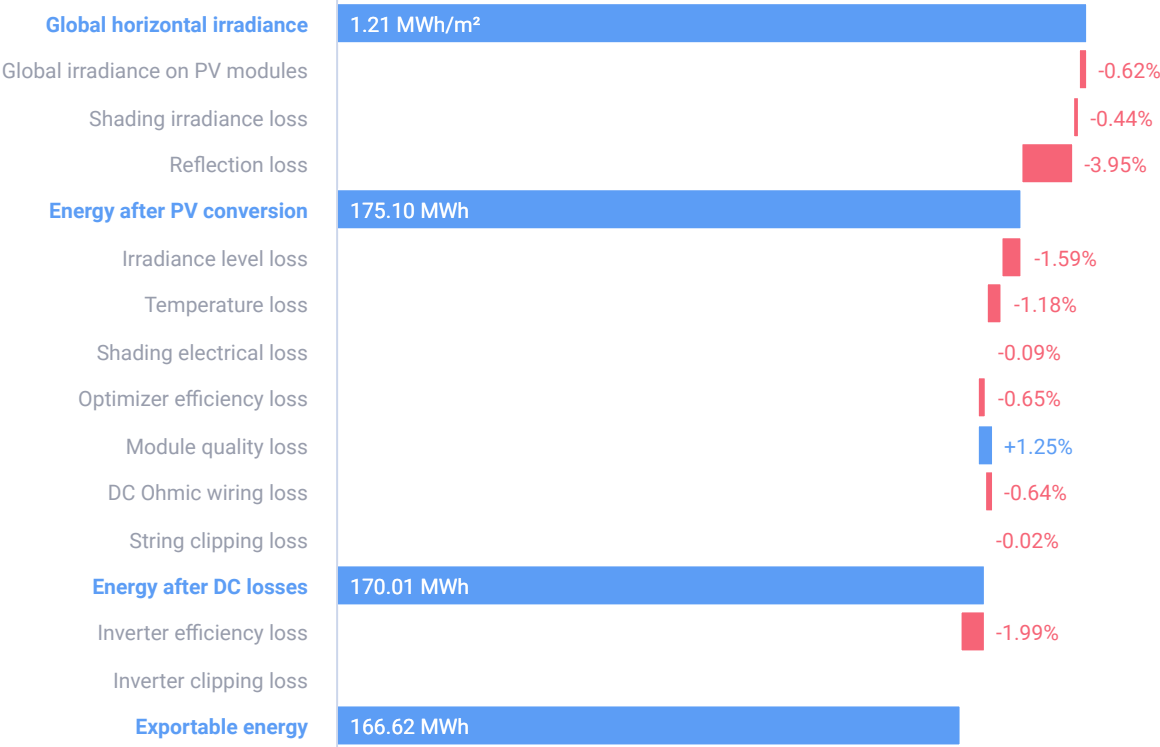 Global horizontal irradiance 1.21 MWh/m²
Global irradiance on PV modules -0.62%
Shading irradiance loss -0.44%
Reflection loss -3.95%
Energy after PV conversion 175.10 MWh
Irradiance level loss -1.59%
Temperature loss -1.18%
Shading electrical loss -0.09%
Optimizer efficiency loss -0.65%
Module quality loss +1.25%
DC Ohmic wiring loss -0.64%
String clipping loss -0.02%
Energy after DC losses 170.01 MWh
Inverter efficiency loss -1.99%
Inverter clipping loss
Exportable energy 166.62 MWh